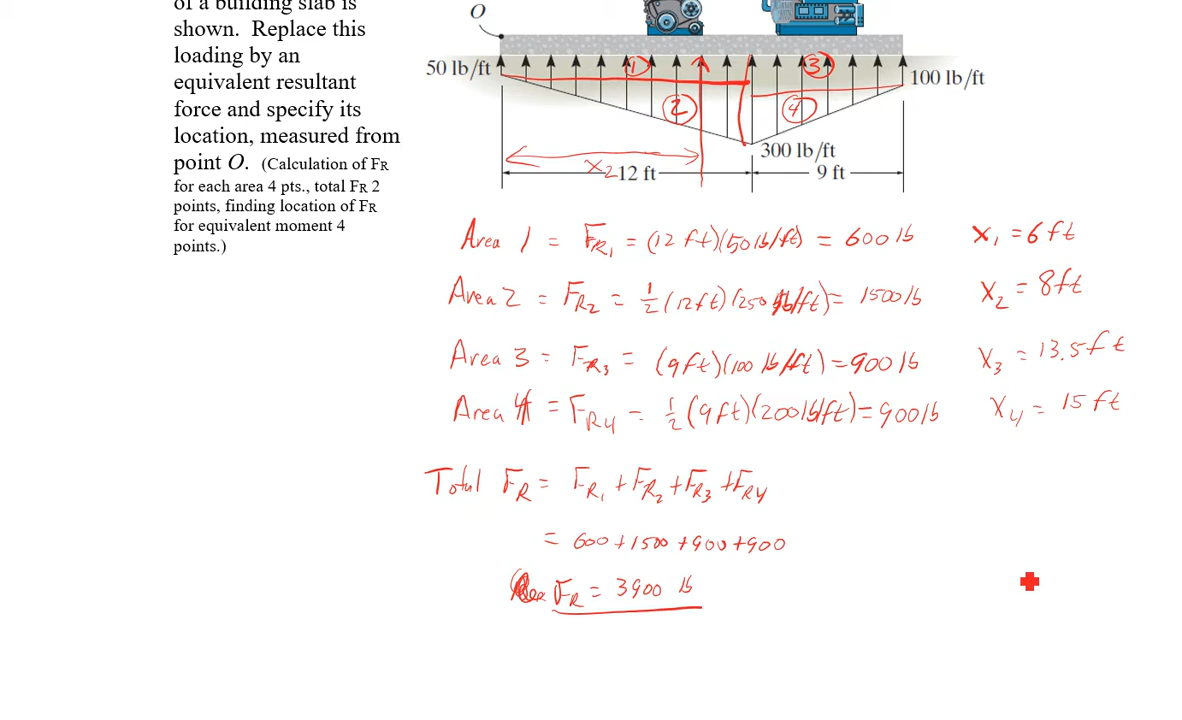 of a building slab is
shown. Replace this
loading by an
equivalent resultant
force and specify its
location, measured from
point O. (Calculation of FR
for each area 4 pts., total FR 2
points, finding location of FR
for equivalent moment 4
points.)
O
50 lb/ft
1
3
100 lb/ft
2
4
300 lb/ft
X2
12 ft
9 ft
Area 1 = FR1 = (12 ft)(50 lb/ft) = 600 lb X1 = 6 ft
Area 2 = FR2 = 1/2 (12 ft)(250 lb/ft) = 1500 lb X2 = 8 ft
Area 3 = FR3 = (9 ft)(100 lb/ft) = 900 lb X3 = 13.5 ft
Area 4 = FR4 = 1/2 (9 ft)(200 lb/ft) = 900 lb X4 = 15 ft
Total FR = FR1 + FR2 + FR3 + FR4
= 600 + 1500 + 900 + 900
FR = 3900 lb